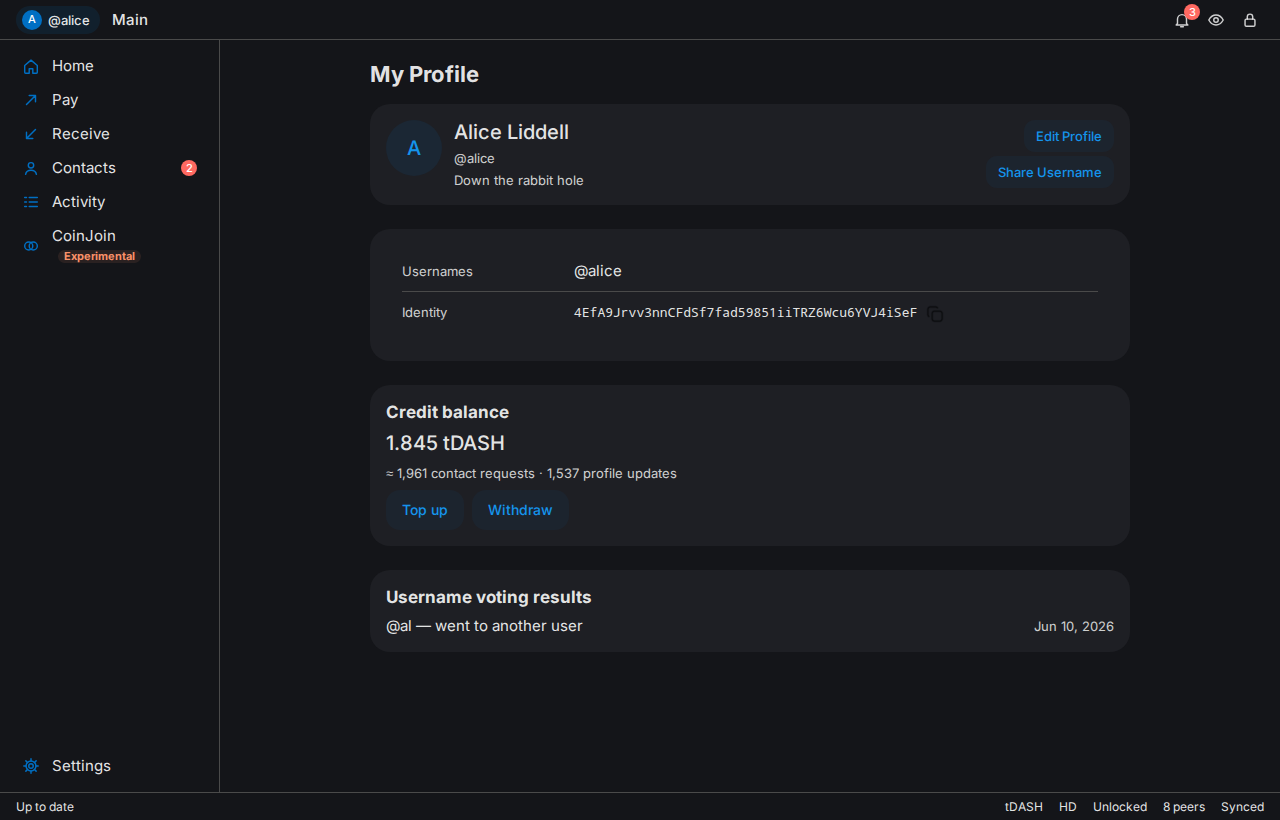 A @alice Main 3
Home
Pay
Receive
Contacts 2
Activity
CoinJoin
Experimental
Settings
My Profile
A
Alice Liddell
@alice
Down the rabbit hole
Edit Profile
Share Username
Usernames @alice
Identity 4EfA9Jrvv3nnCFdSf7fad59851iiTRZ6Wcu6YVJ4iSeF
Credit balance
1.845 tDASH
≈ 1,961 contact requests · 1,537 profile updates
Top up Withdraw
Username voting results
@al — went to another user Jun 10, 2026
Up to date tDASH HD Unlocked 8 peers Synced